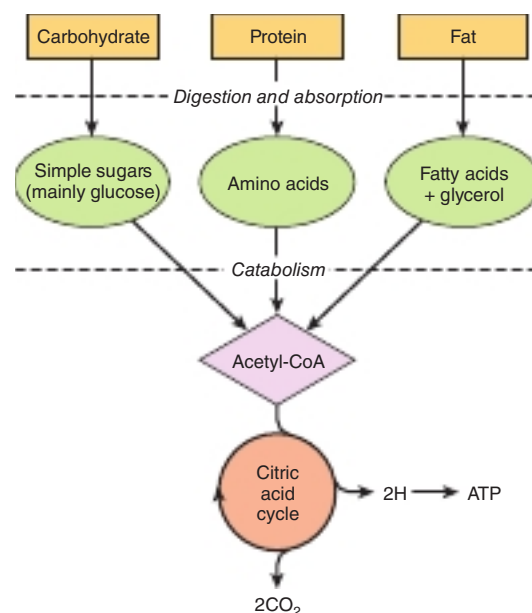 Carbohydrate
Protein
Fat
Digestion and absorption
Simple sugars
(mainly glucose)
Amino acids
Fatty acids
+ glycerol
Catabolism
Acetyl-CoA
Citric
acid
cycle
2H
ATP
2CO₂